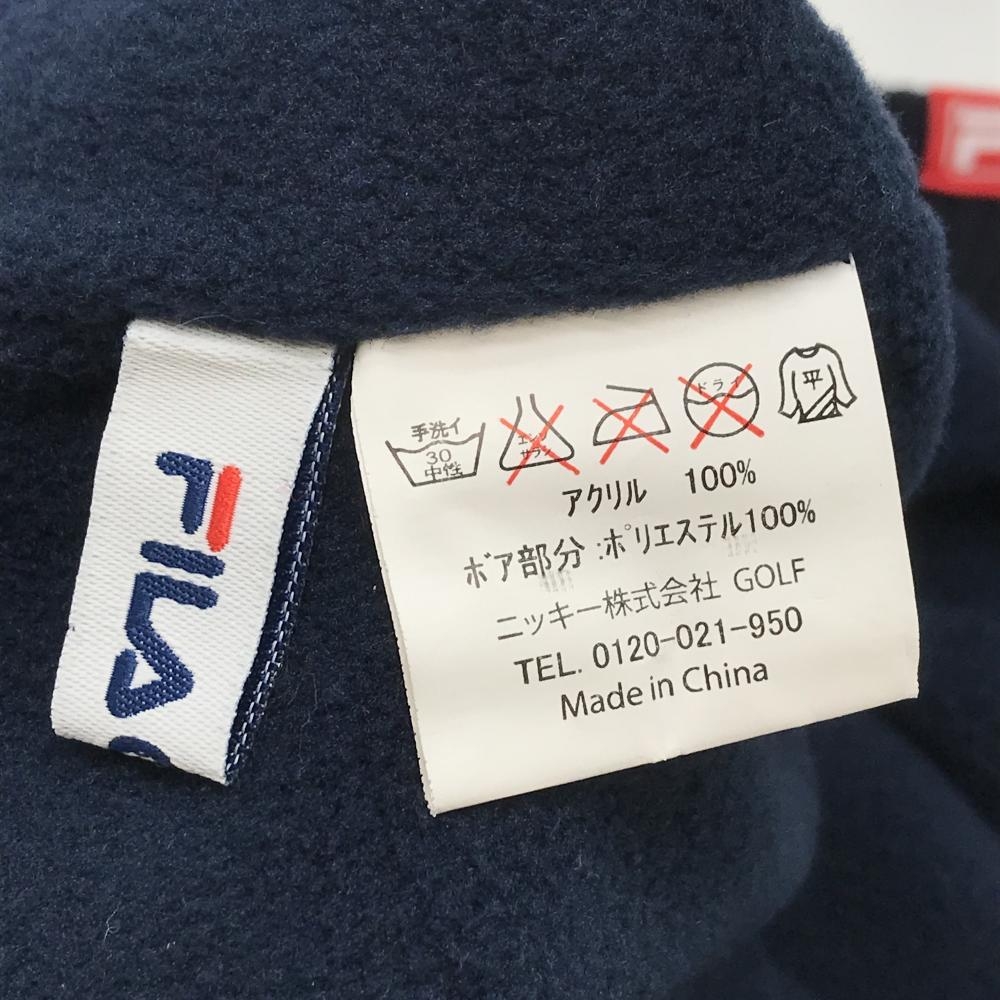 FILA
手洗イ
30
中性
エンソ
サラシ
ドライ
平
アクリル 100%
ボア部分 :ポリエステル100%
ニッキー株式会社 GOLF
TEL. 0120-021-950
Made in China
F